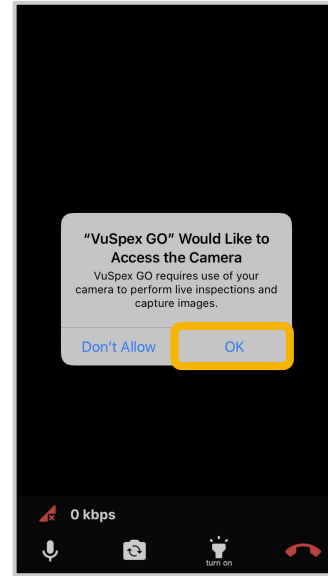 “VuSpex GO” Would Like to
Access the Camera
VuSpex GO requires use of your
camera to perform live inspections and
capture images.
Don’t Allow
OK
0 kbps
turn on